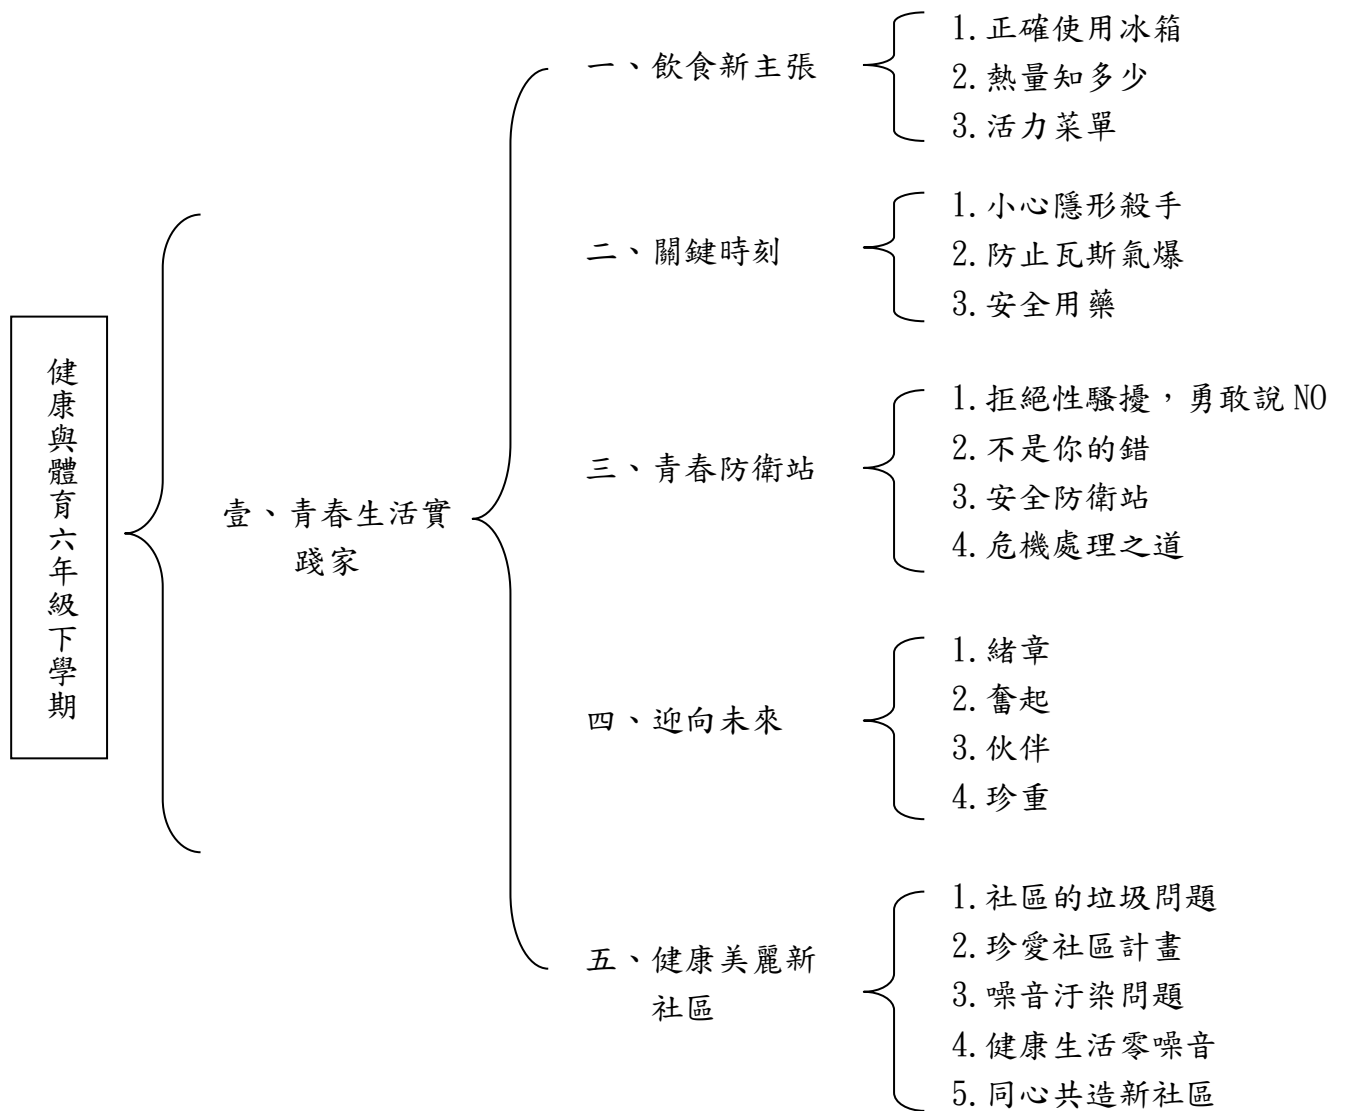 健康與體育六年級下學期
壹、青春生活實
踐家
一、飲食新主張
1.正確使用冰箱
2.熱量知多少
3.活力菜單
二、關鍵時刻
1.小心隱形殺手
2.防止瓦斯氣爆
3.安全用藥
三、青春防衛站
1.拒絕性騷擾，勇敢說 NO
2.不是你的錯
3.安全防衛站
4.危機處理之道
四、迎向未來
1.緒章
2.奮起
3.伙伴
4.珍重
五、健康美麗新
社區
1.社區的垃圾問題
2.珍愛社區計畫
3.噪音汙染問題
4.健康生活零噪音
5.同心共造新社區